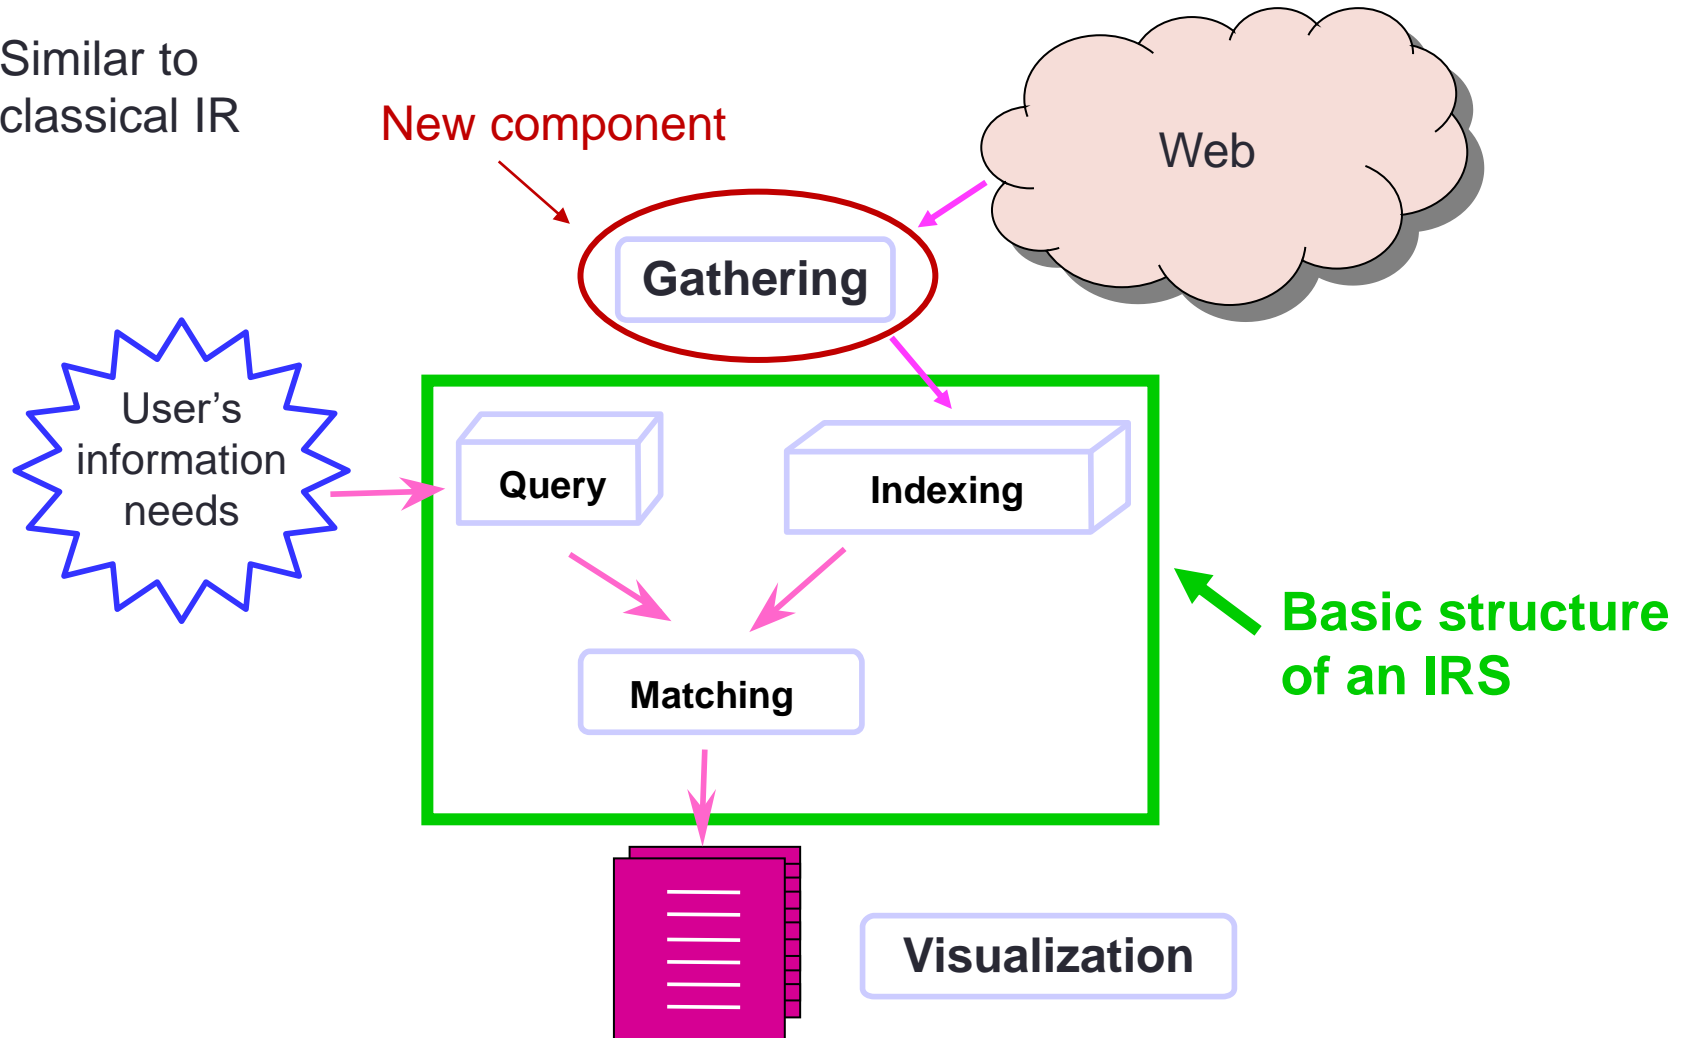 Similar to
classical IR
New component
Web
Gathering
User’s
information
needs
Query
Indexing
Matching
Basic structure
of an IRS
Visualization